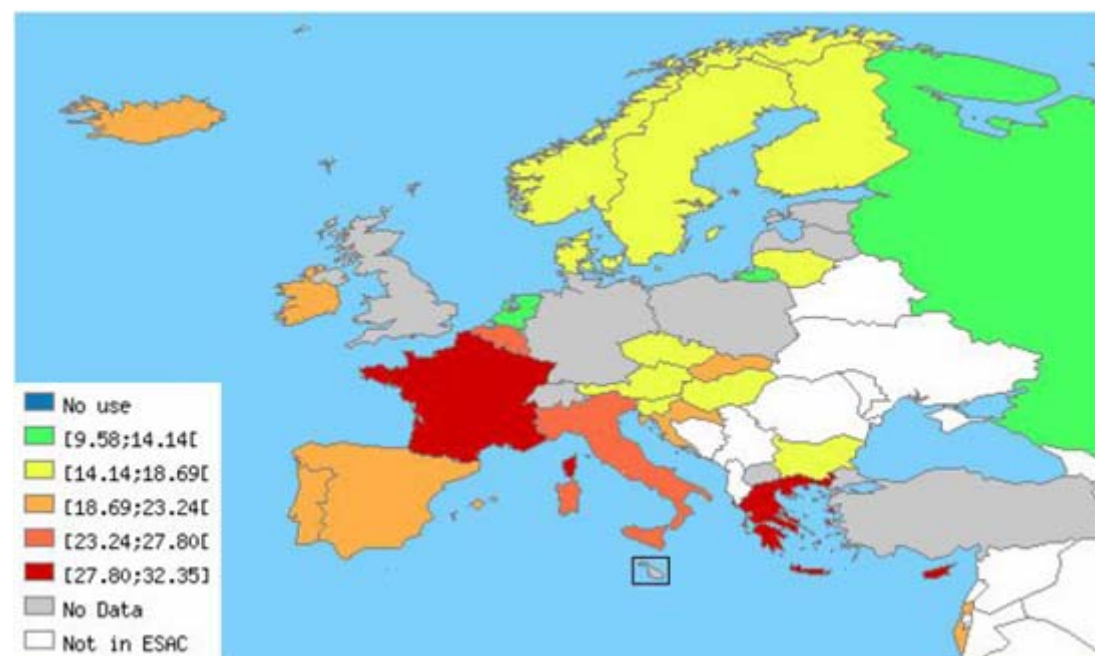 No use
[9.58;14.14[
[14.14;18.69[
[18.69;23.24[
[23.24;27.80[
[27.80;32.35]
No Data
Not in ESAC